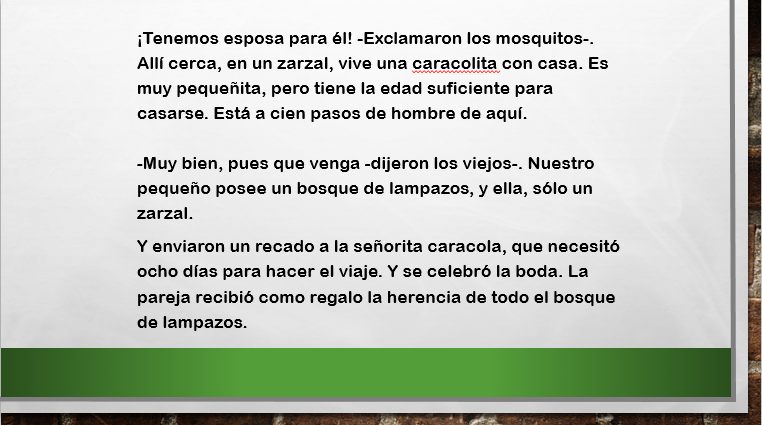 ¡Tenemos esposa para él! -Exclamaron los mosquitos-.
Allí cerca, en un zarzal, vive una caracolita con casa. Es
muy pequeñita, pero tiene la edad suficiente para
casarse. Está a cien pasos de hombre de aquí.
-Muy bien, pues que venga -dijeron los viejos-. Nuestro
pequeño posee un bosque de lampazos, y ella, sólo un
zarzal.
Y enviaron un recado a la señorita caracola, que necesitó
ocho días para hacer el viaje. Y se celebró la boda. La
pareja recibió como regalo la herencia de todo el bosque
de lampazos.